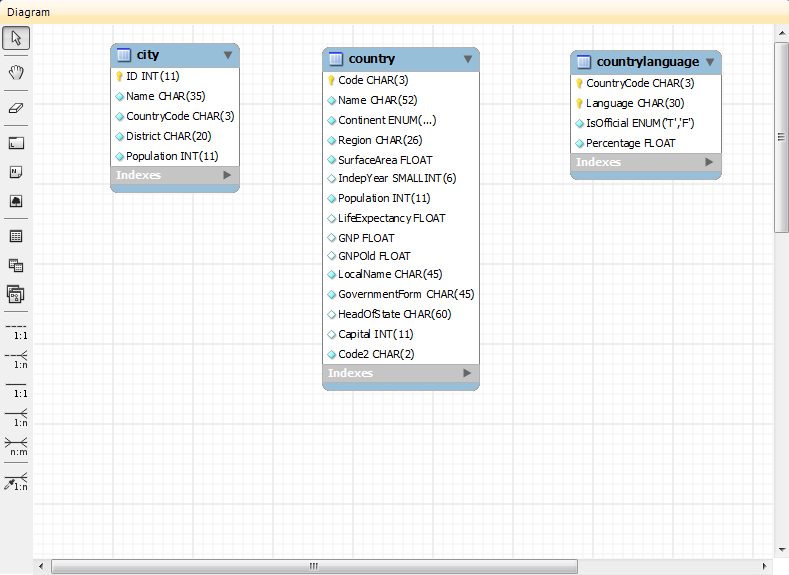 Diagram
city
ID INT(11)
Name CHAR(35)
CountryCode CHAR(3)
District CHAR(20)
Population INT(11)
Indexes
country
Code CHAR(3)
Name CHAR(52)
Continent ENUM(...)
Region CHAR(26)
SurfaceArea FLOAT
IndepYear SMALLINT(6)
Population INT(11)
LifeExpectancy FLOAT
GNP FLOAT
GNPOld FLOAT
LocalName CHAR(45)
GovernmentForm CHAR(45)
HeadOfState CHAR(60)
Capital INT(11)
Code2 CHAR(2)
Indexes
countrylanguage
CountryCode CHAR(3)
Language CHAR(30)
IsOfficial ENUM('T','F')
Percentage FLOAT
Indexes
1:1
1:n
1:1
1:n
n:m
1:n